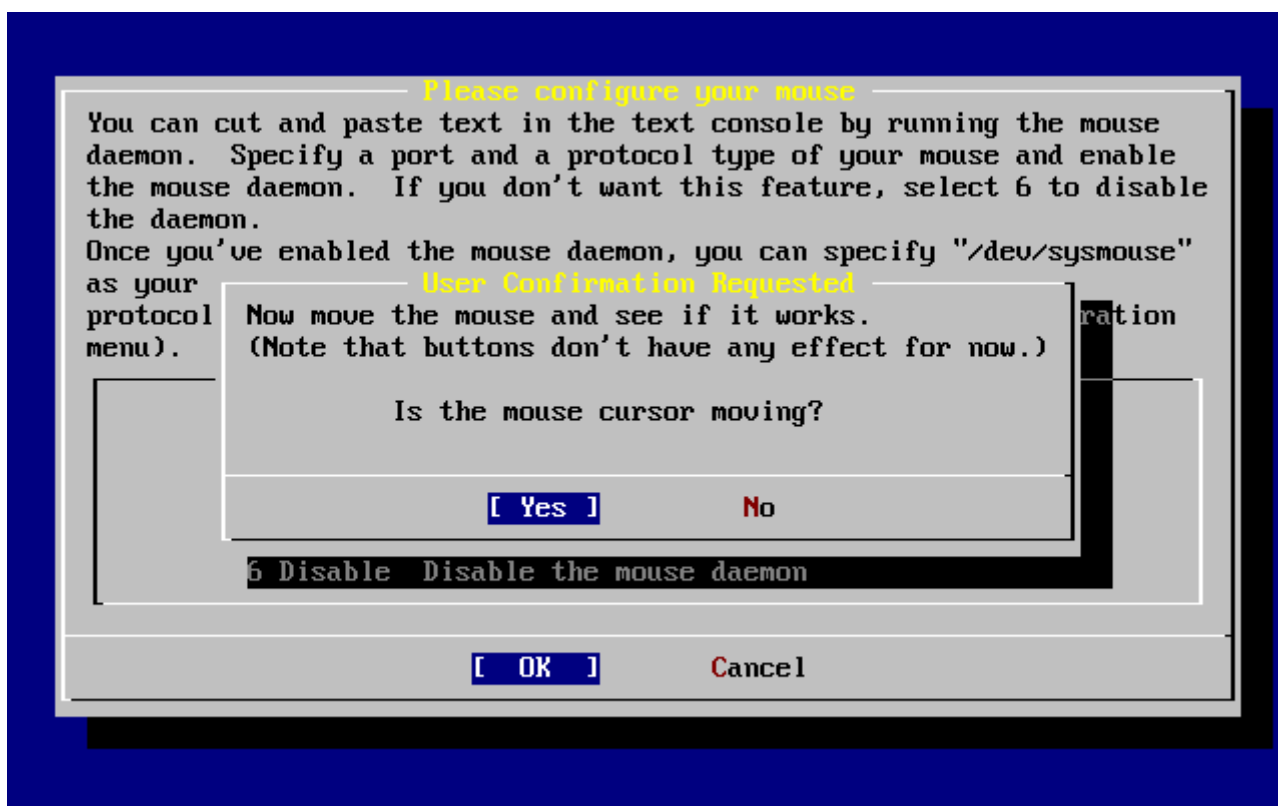 Please configure your mouse
You can cut and paste text in the text console by running the mouse
daemon.  Specify a port and a protocol type of your mouse and enable
the mouse daemon.  If you don't want this feature, select 6 to disable
the daemon.
Once you've enabled the mouse daemon, you can specify "/dev/sysmouse"
as your
User Confirmation Requested
protocol
ration
menu).
Now move the mouse and see if it works.
(Note that buttons don't have any effect for now.)
Is the mouse cursor moving?
[ Yes ] No
6 Disable  Disable the mouse daemon
[ OK ] Cancel